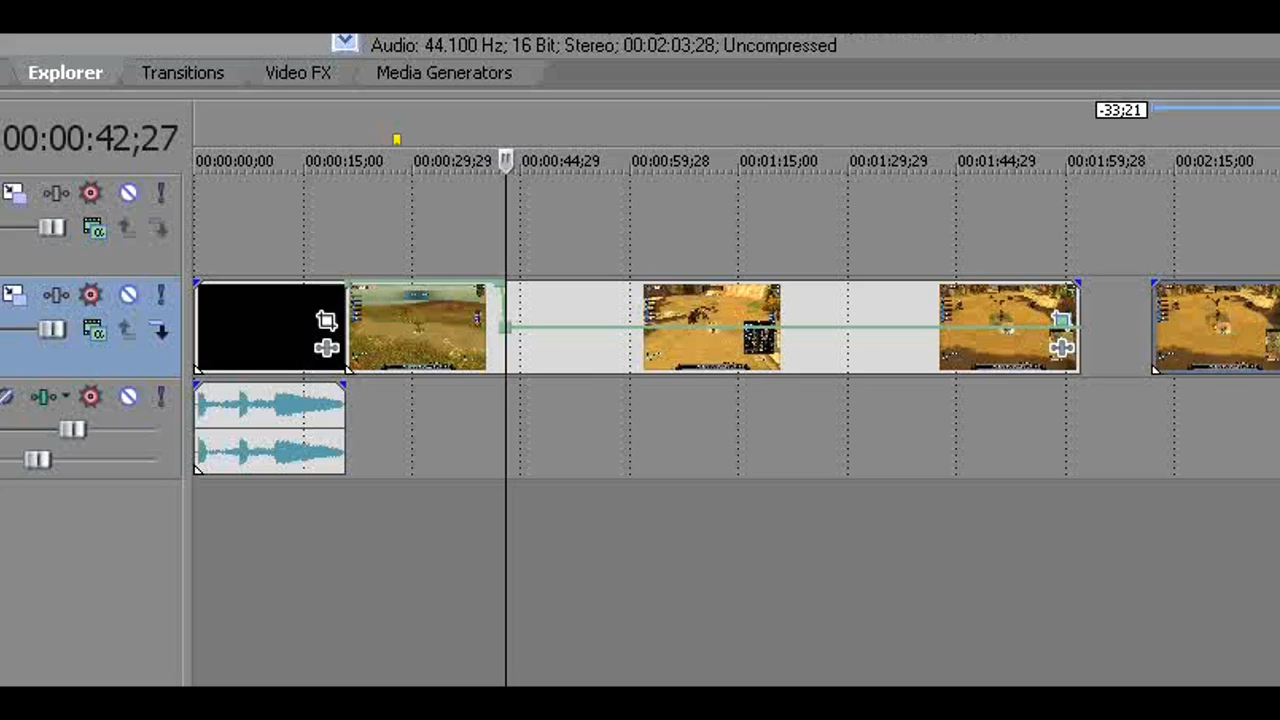 Audio: 44.100 Hz; 16 Bit; Stereo; 00:02:03;28; Uncompressed
Explorer Transitions Video FX Media Generators
-33;21
00:00:42;27
00:00:00;00 00:00:15;00 00:00:29;29 00:00:44;29 00:00:59;28 00:01:15;00 00:01:29;29 00:01:44;29 00:01:59;28 00:02:15;00